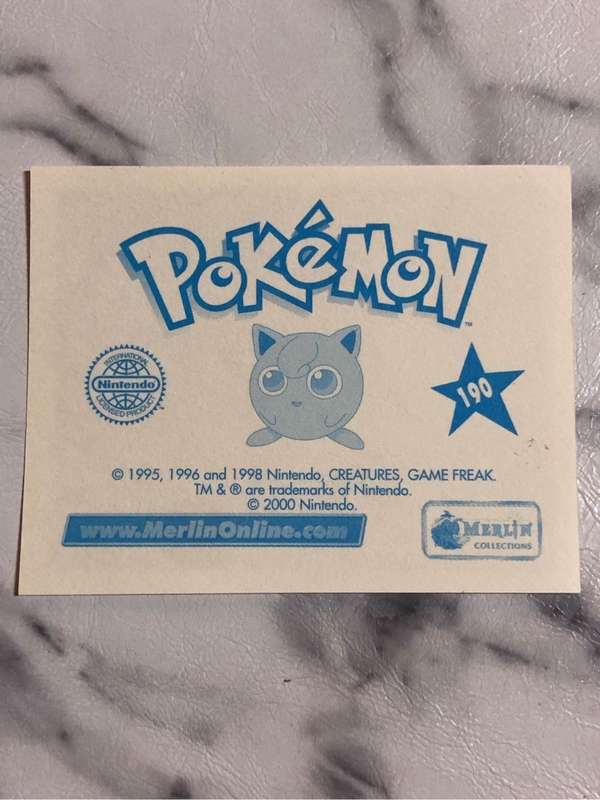 POKéMON
TM
INTERNATIONAL
Nintendo
LICENSED PRODUCT
190
© 1995, 1996 and 1998 Nintendo, CREATURES, GAME FREAK.
TM & ® are trademarks of Nintendo.
© 2000 Nintendo.
www.MerlinOnline.com
MERLIN
COLLECTIONS